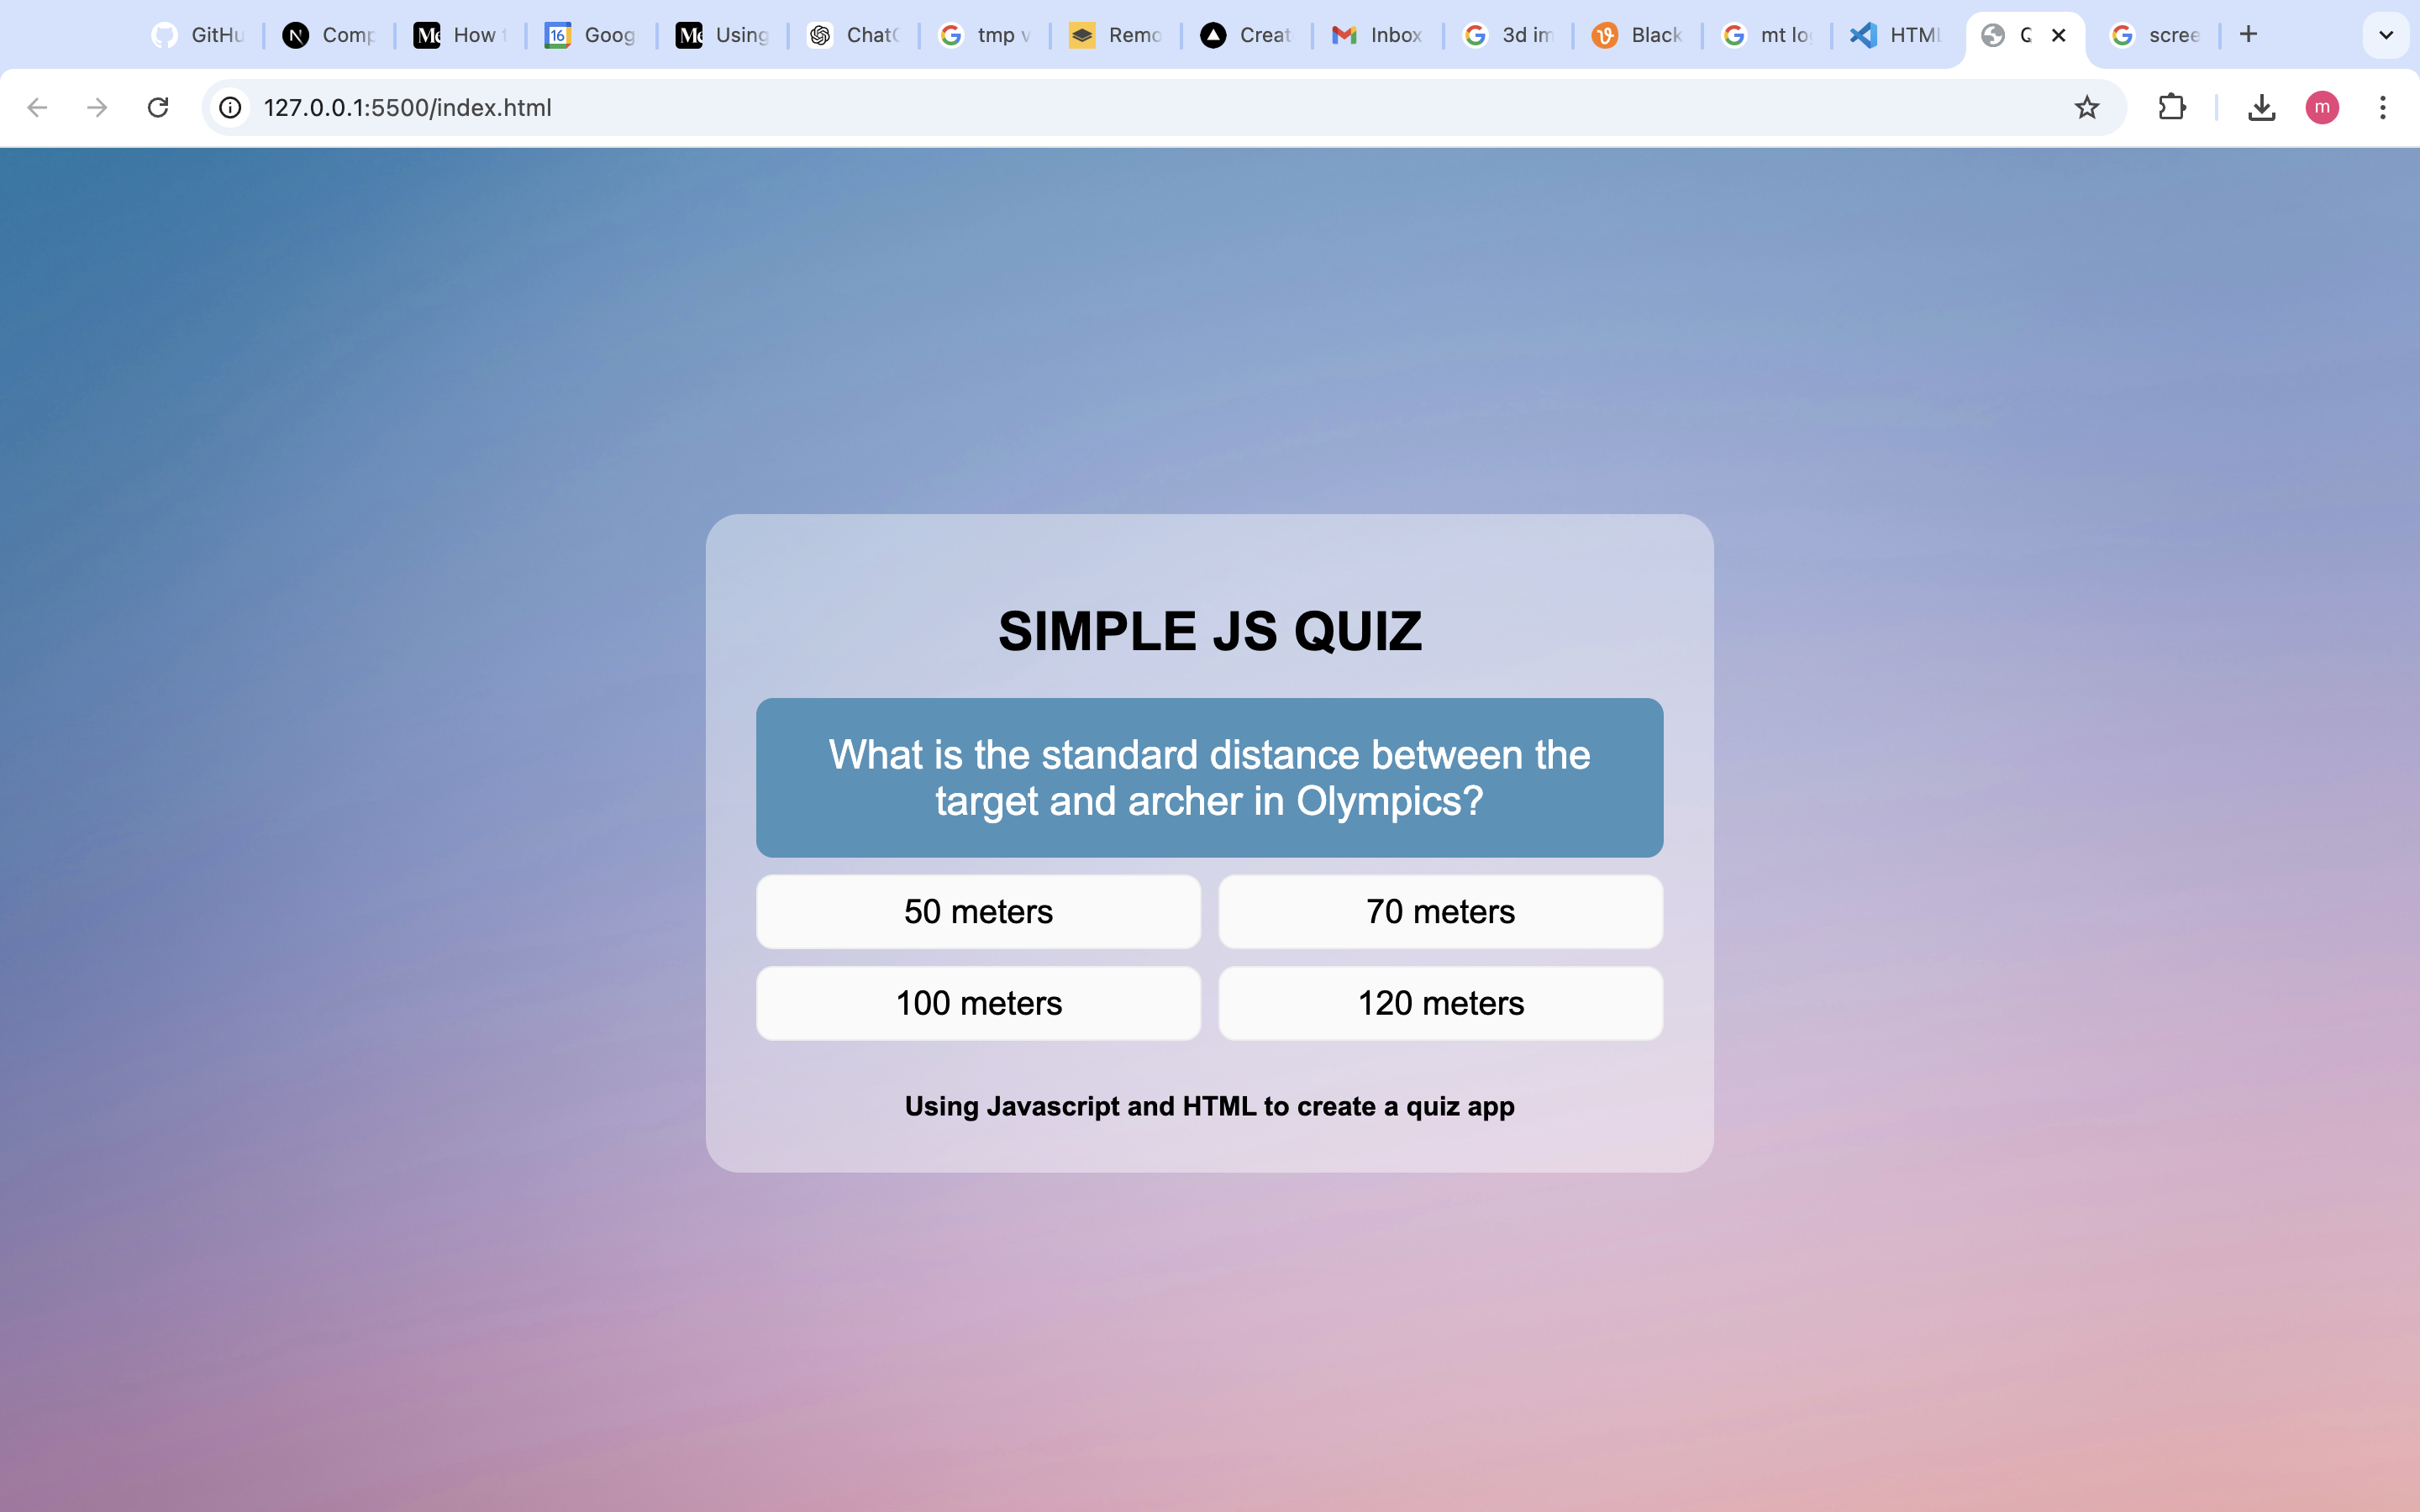 GitHu
Comp
How
Goog
Using
Chat
tmp v
Remo
Creat
Inbox
3d im
Black
mt lo
HTML
Q
scree
127.0.0.1:5500/index.html
m
SIMPLE JS QUIZ
What is the standard distance between the
target and archer in Olympics?
50 meters
70 meters
100 meters
120 meters
Using Javascript and HTML to create a quiz app